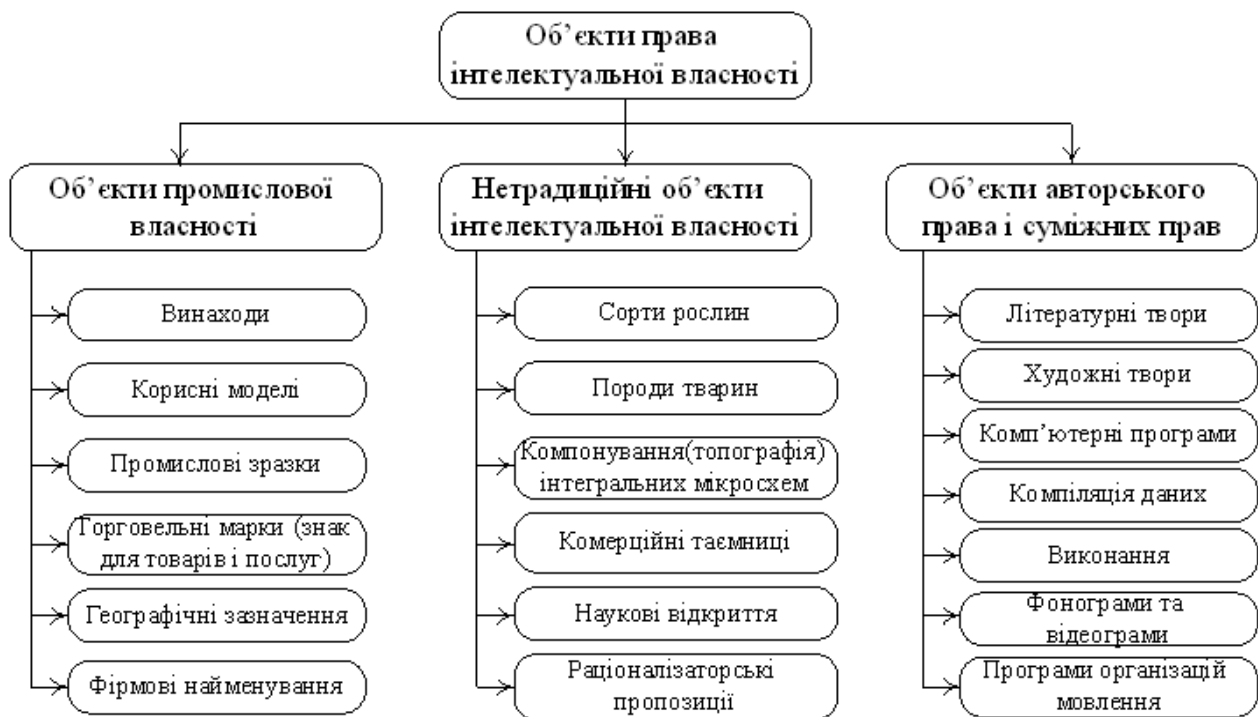 Об’єкти права
інтелектуальної власності
Об’єкти промислової
власності
Винаходи
Корисні моделі
Промислові зразки
Торговельні марки (знак
для товарів і послуг)
Географічні зазначення
Фірмові найменування
Нетрадиційні об’єкти
інтелектуальної власності
Сорти рослин
Породи тварин
Компонування(топографія)
інтегральних мікросхем
Комерційні таємниці
Наукові відкриття
Раціоналізаторські
пропозиції
Об’єкти авторського
права і суміжних прав
Літературні твори
Художні твори
Комп’ютерні програми
Компіляція даних
Виконання
Фонограми та
відеограми
Програми організацій
мовлення